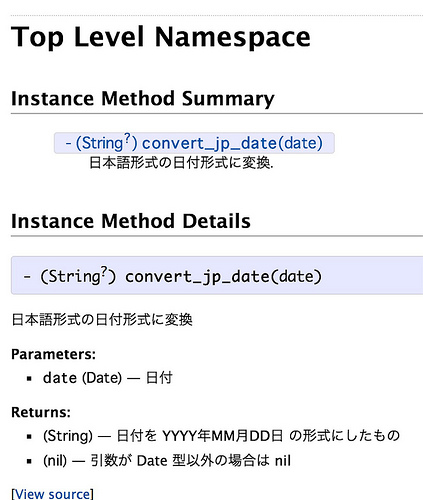 Top Level Namespace
Instance Method Summary
- (String?) convert_jp_date(date)
日本語形式の日付形式に変換.
Instance Method Details
- (String?) convert_jp_date(date)
日本語形式の日付形式に変換
Parameters:
▪ date (Date) — 日付
Returns:
▪ (String) — 日付を YYYY年MM月DD日 の形式にしたもの
▪ (nil) — 引数が Date 型以外の場合は nil
[View source]